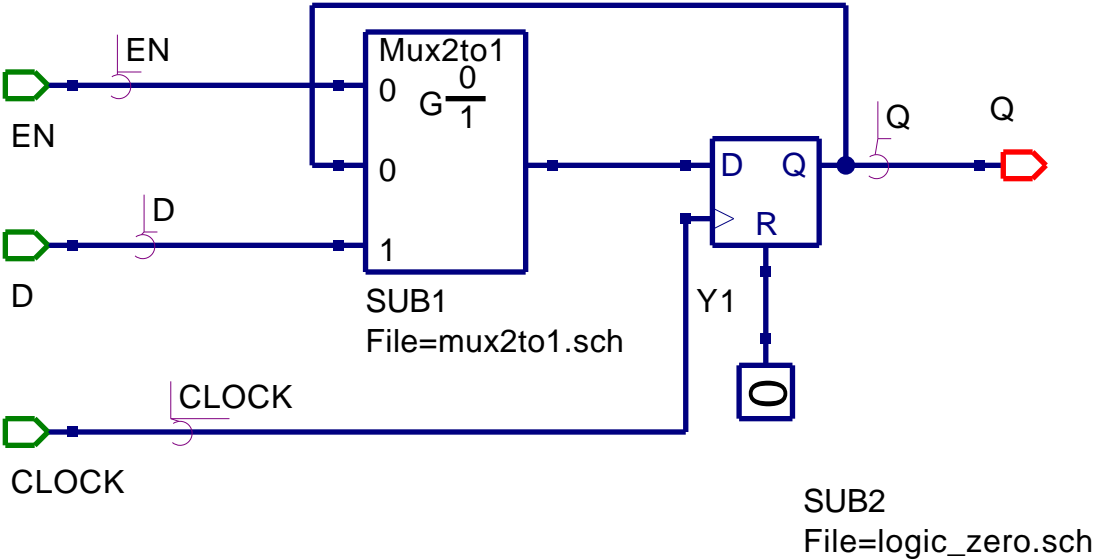 EN
Mux2to1
0
G 0
1
EN
0
Q
Q
D
Q
D
R
1
D
SUB1
Y1
File=mux2to1.sch
0
CLOCK
CLOCK
SUB2
File=logic_zero.sch